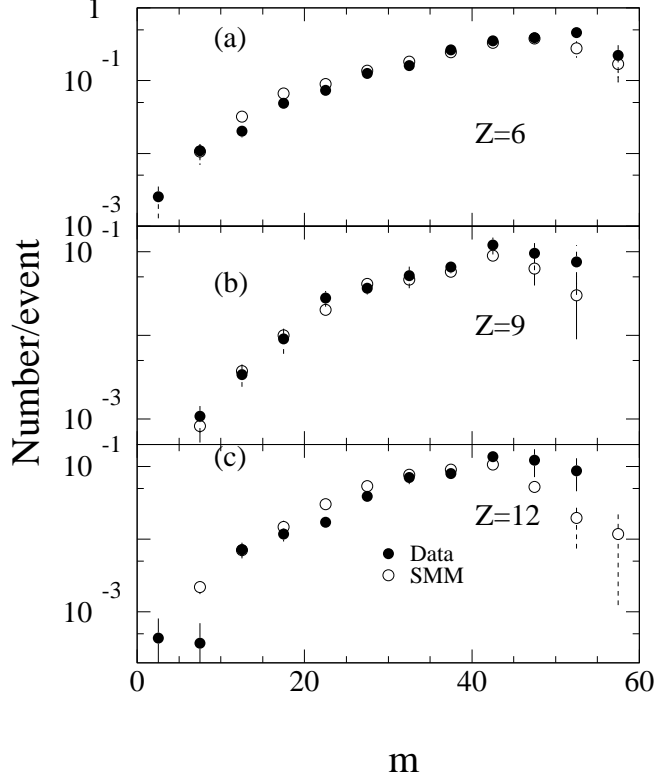 1
(a)
10⁻¹
Z=6
10⁻³
10⁻¹
(b)
Z=9
10⁻³
10⁻¹
(c)
Z=12
Data
SMM
10⁻³
0 20 40 60
m
Number/event